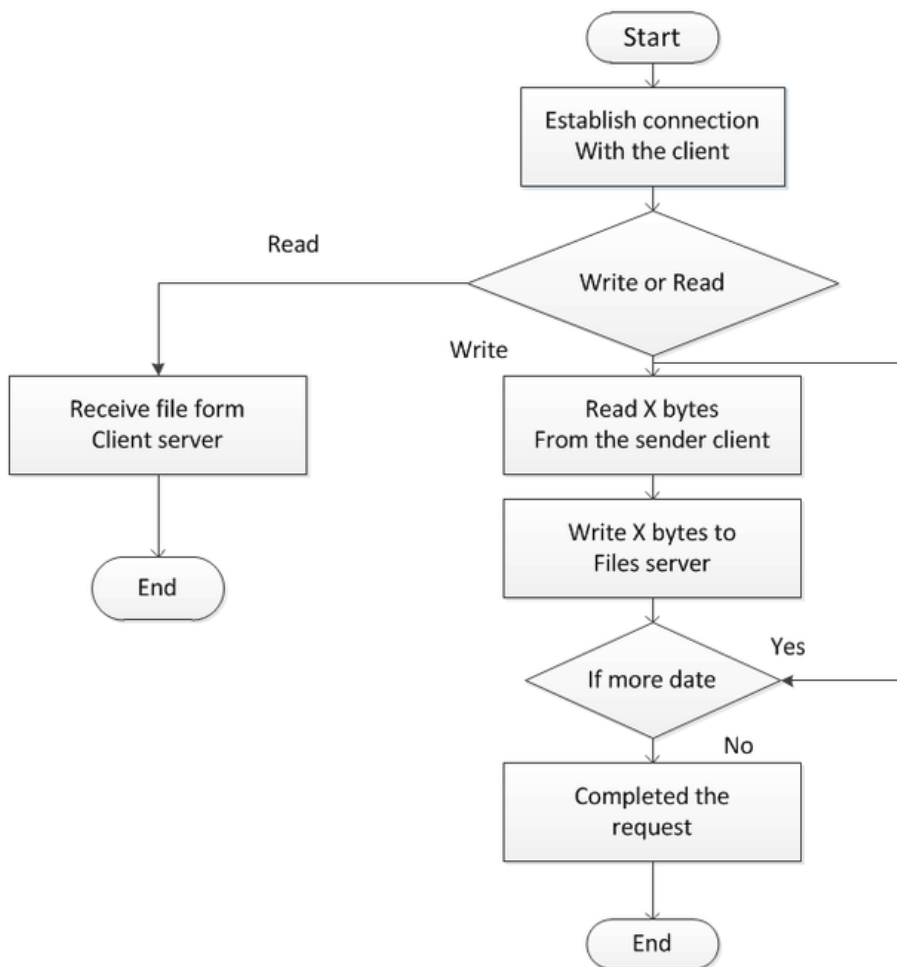 Start
Establish connection
With the client
Write or Read
Read
Write
Receive file form
Client server
End
Read X bytes
From the sender client
Write X bytes to
Files server
If more date
Yes
No
Completed the
request
End